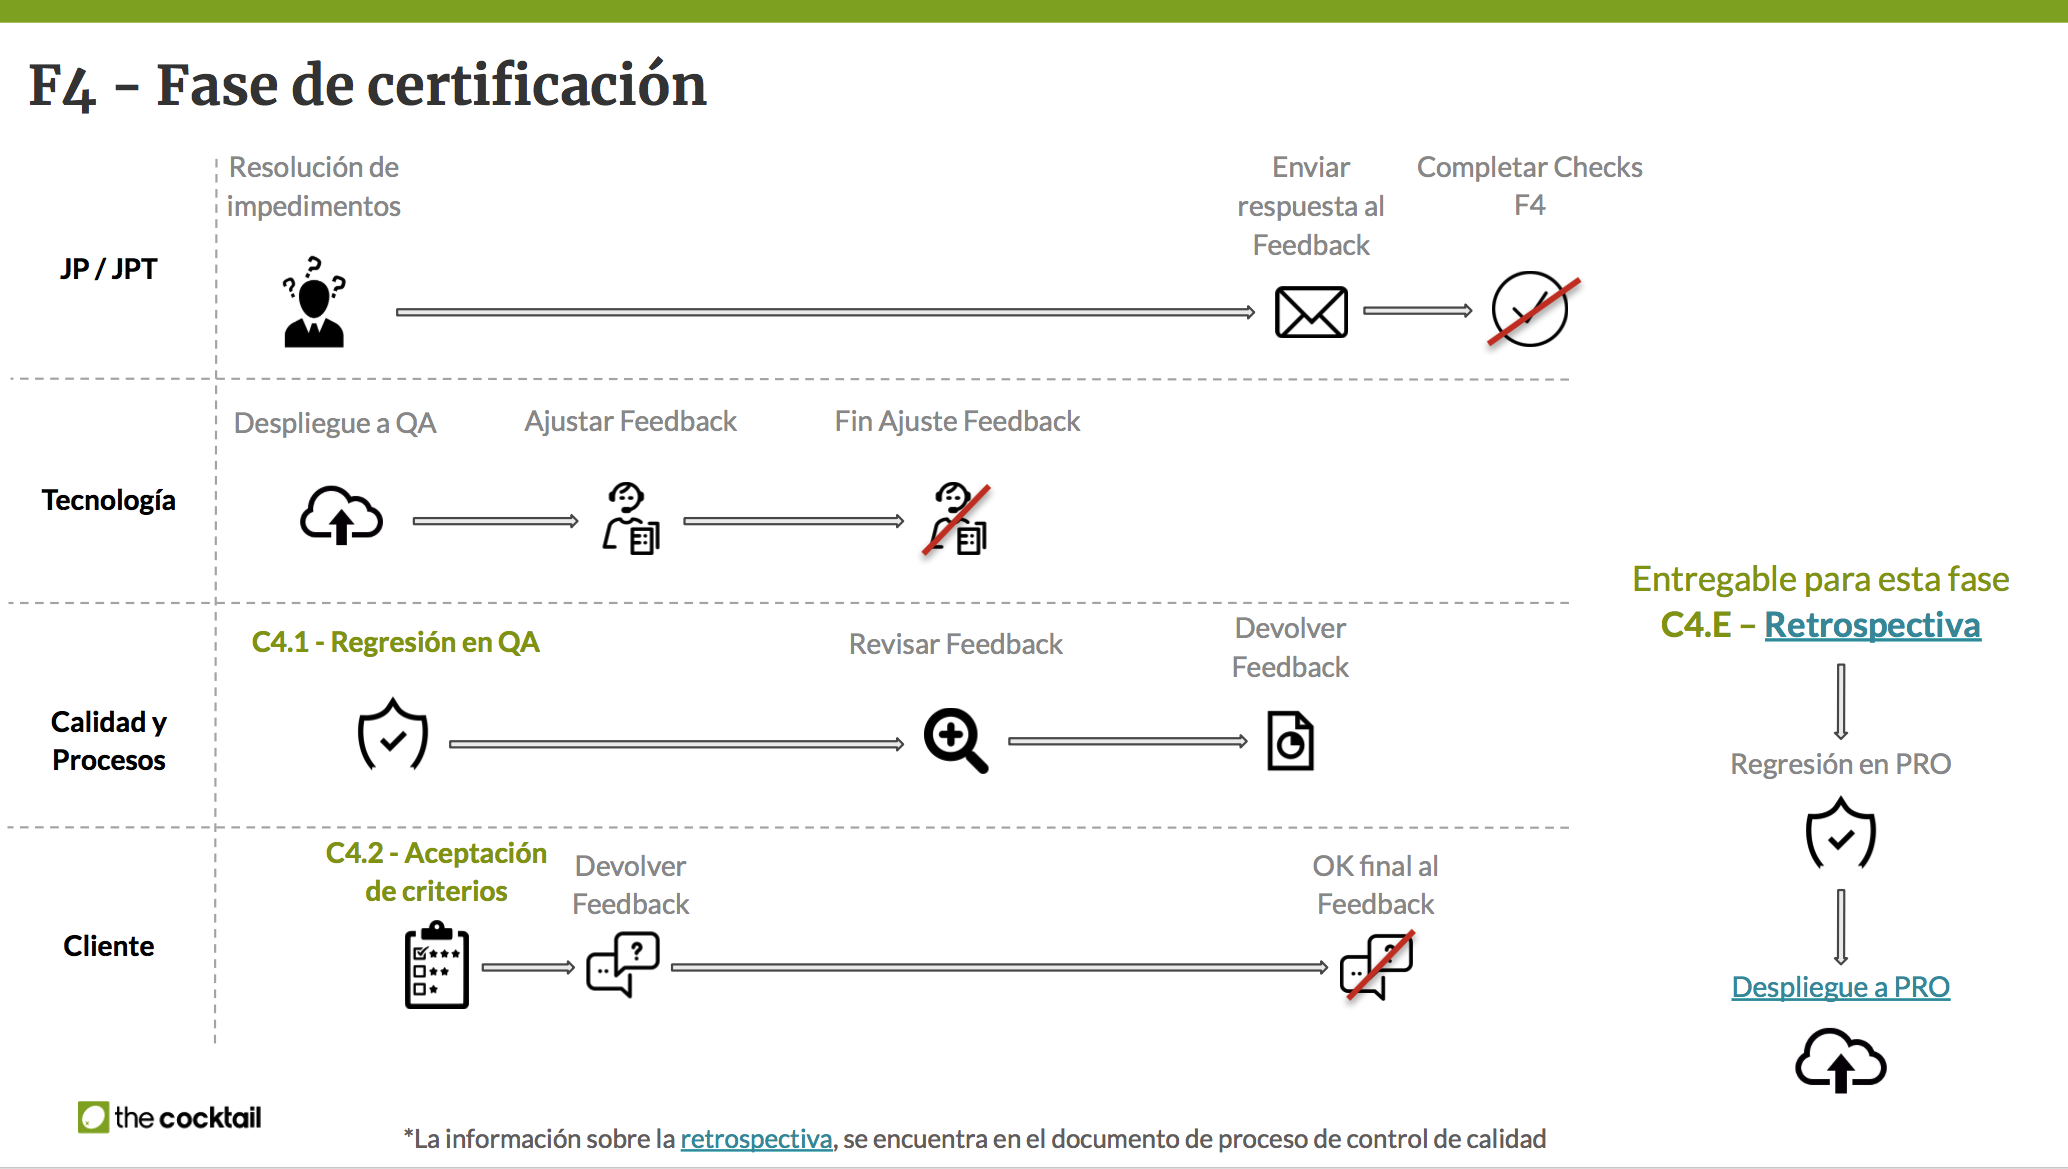 F4 - Fase de certificación
JP / JPT
Resolución de
impedimentos
Enviar
respuesta al
Feedback
Completar Checks
F4
Tecnología
Despliegue a QA
Ajustar Feedback
Fin Ajuste Feedback
Calidad y
Procesos
C4.1 - Regresión en QA
Revisar Feedback
Devolver
Feedback
Cliente
C4.2 - Aceptación
de criterios
Devolver
Feedback
OK final al
Feedback
Entregable para esta fase
C4.E – Retrospectiva
Regresión en PRO
Despliegue a PRO
the cocktail
*La información sobre la retrospectiva, se encuentra en el documento de proceso de control de calidad